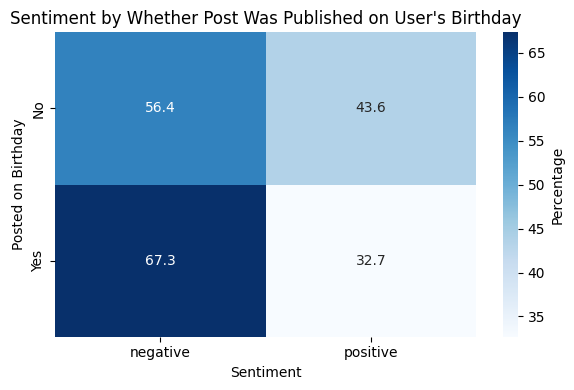 Sentiment by Whether Post Was Published on User's Birthday
Posted on Birthday
No
56.4
43.6
Yes
67.3
32.7
negative
positive
Sentiment
65
60
55
50
45
40
35
Percentage